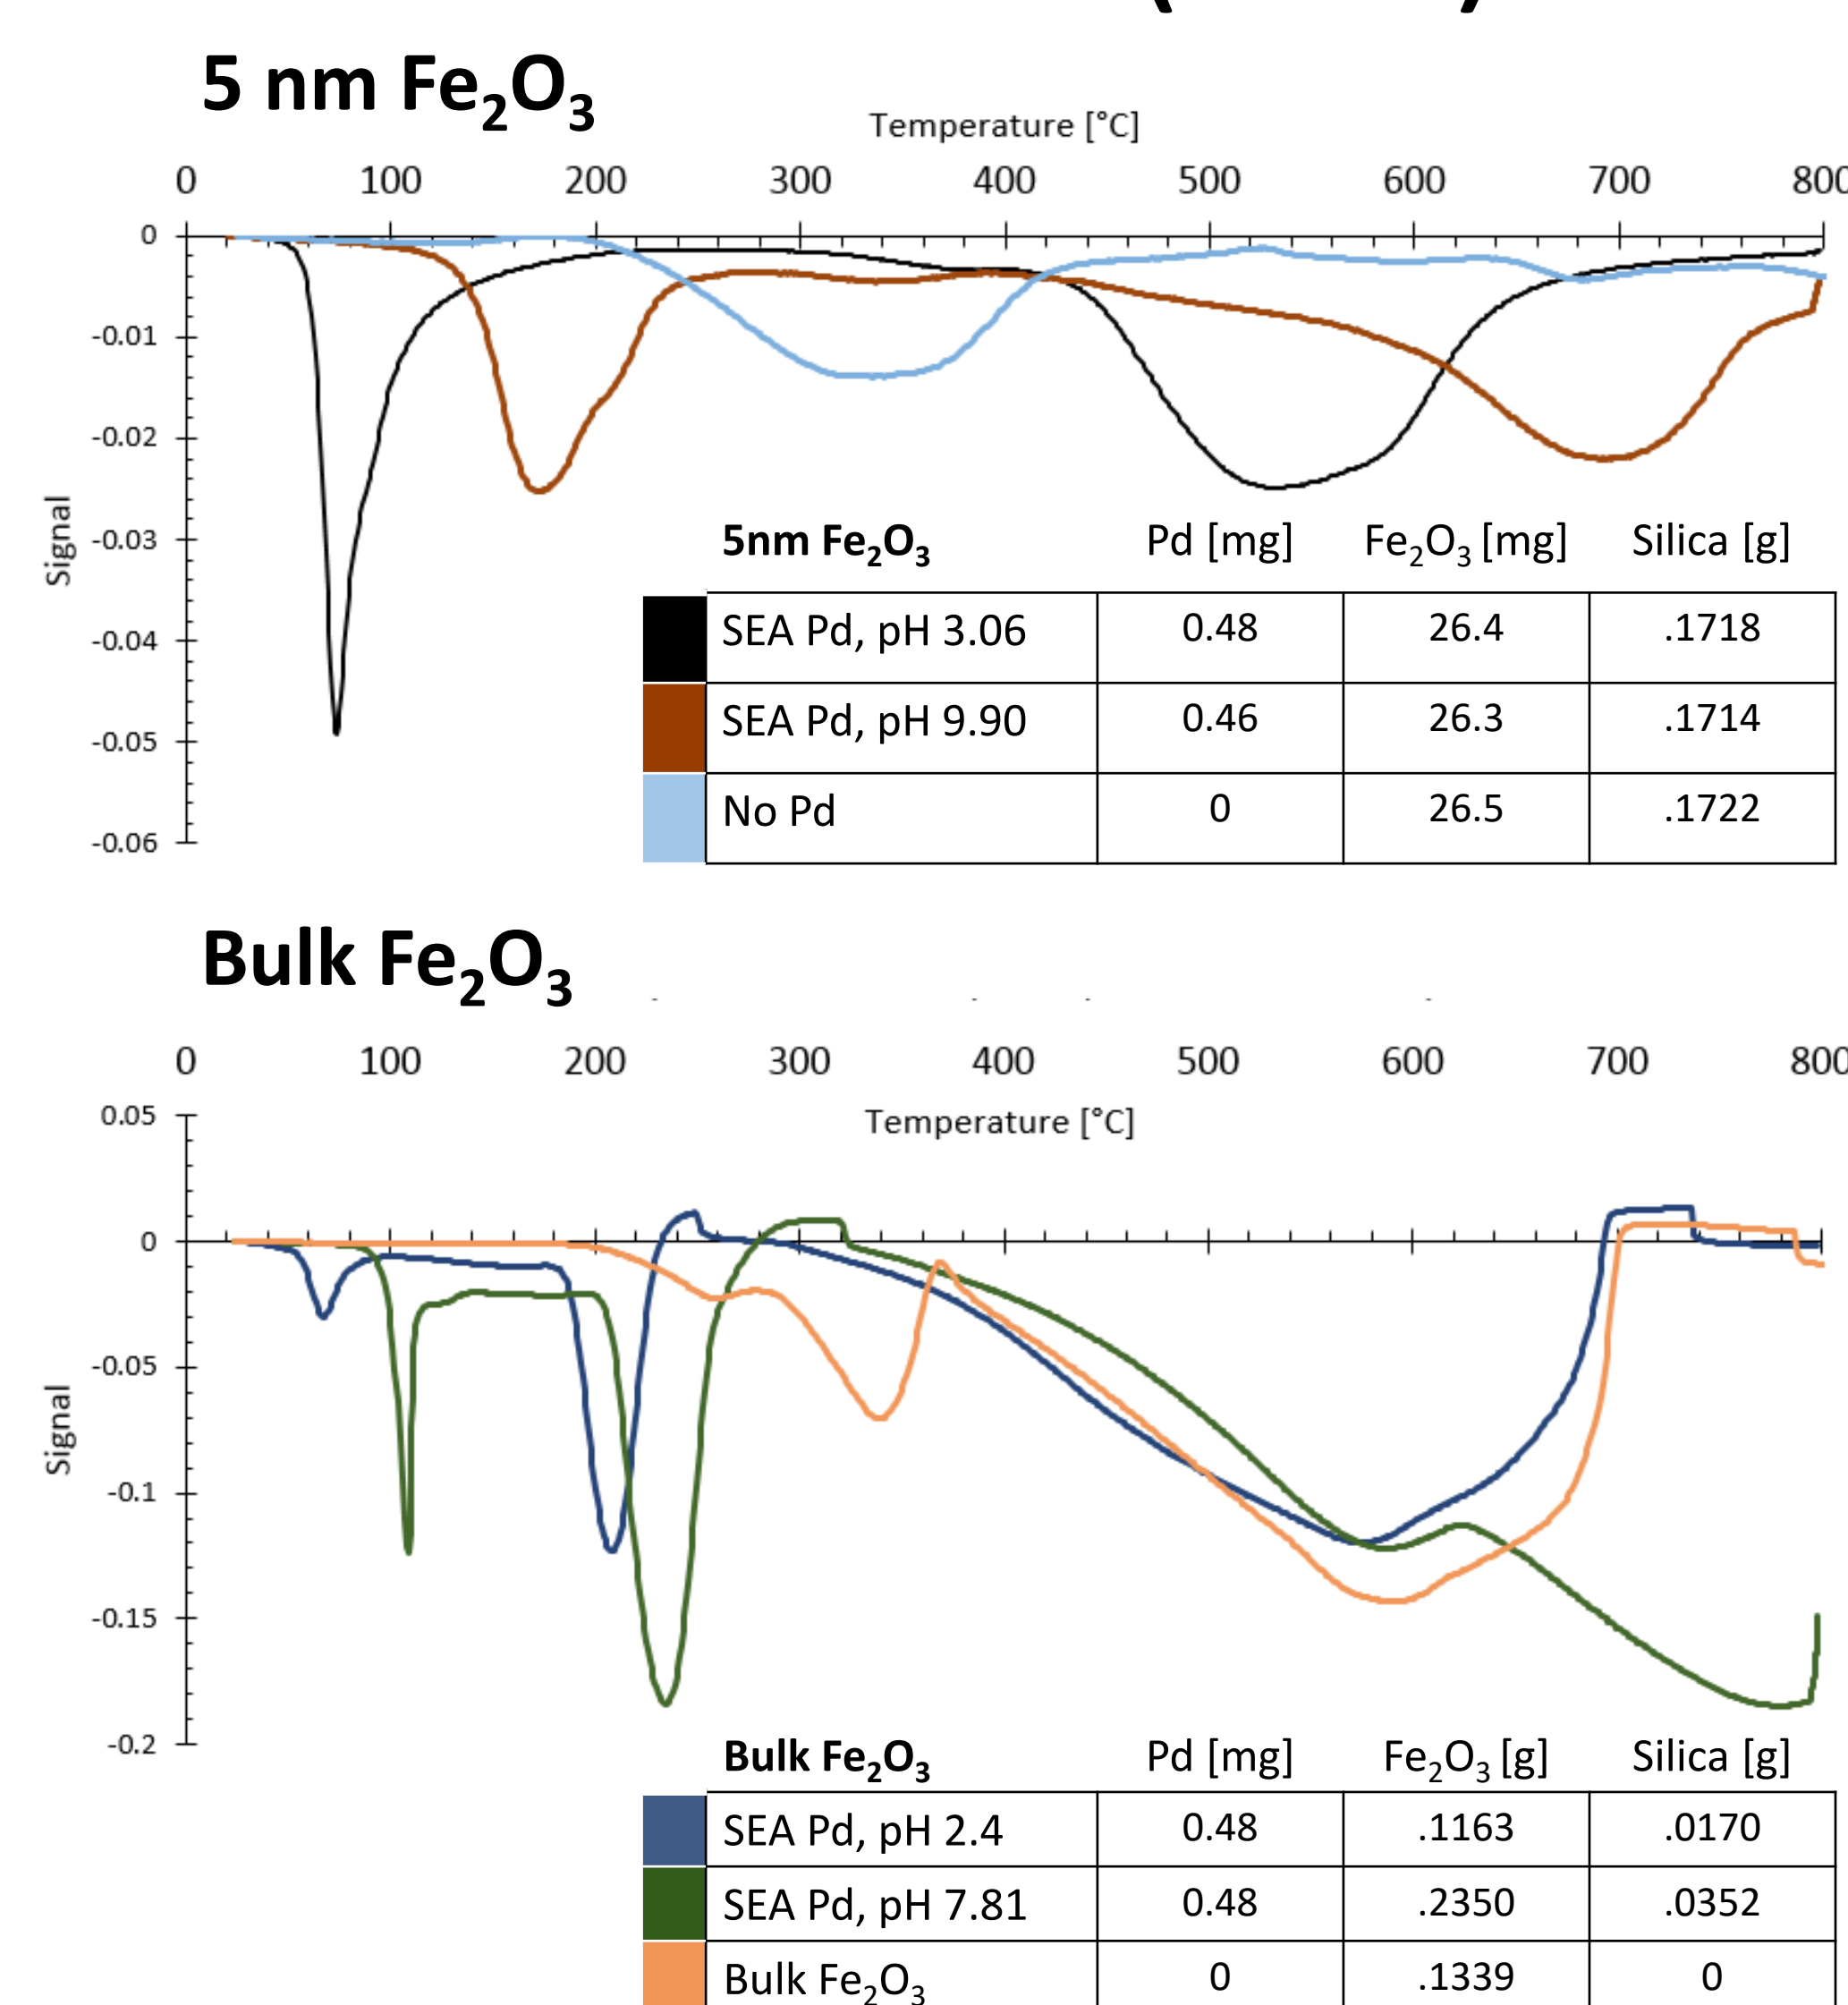 5 nm Fe₂O₃
Temperature [°C]
0 100 200 300 400 500 600 700 800
0
-0.01
-0.02
-0.03
-0.04
-0.05
-0.06
Signal
5nm Fe₂O₃ Pd [mg] Fe₂O₃ [mg] Silica [g]
SEA Pd, pH 3.06 0.48 26.4 .1718
SEA Pd, pH 9.90 0.46 26.3 .1714
No Pd 0 26.5 .1722
Bulk Fe₂O₃
0 100 200 300 400 500 600 700 800
Temperature [°C]
0.05
0
-0.05
-0.1
-0.15
-0.2
Signal
Bulk Fe₂O₃ Pd [mg] Fe₂O₃ [g] Silica [g]
SEA Pd, pH 2.4 0.48 .1163 .0170
SEA Pd, pH 7.81 0.48 .2350 .0352
Bulk Fe₂O₃ 0 .1339 0